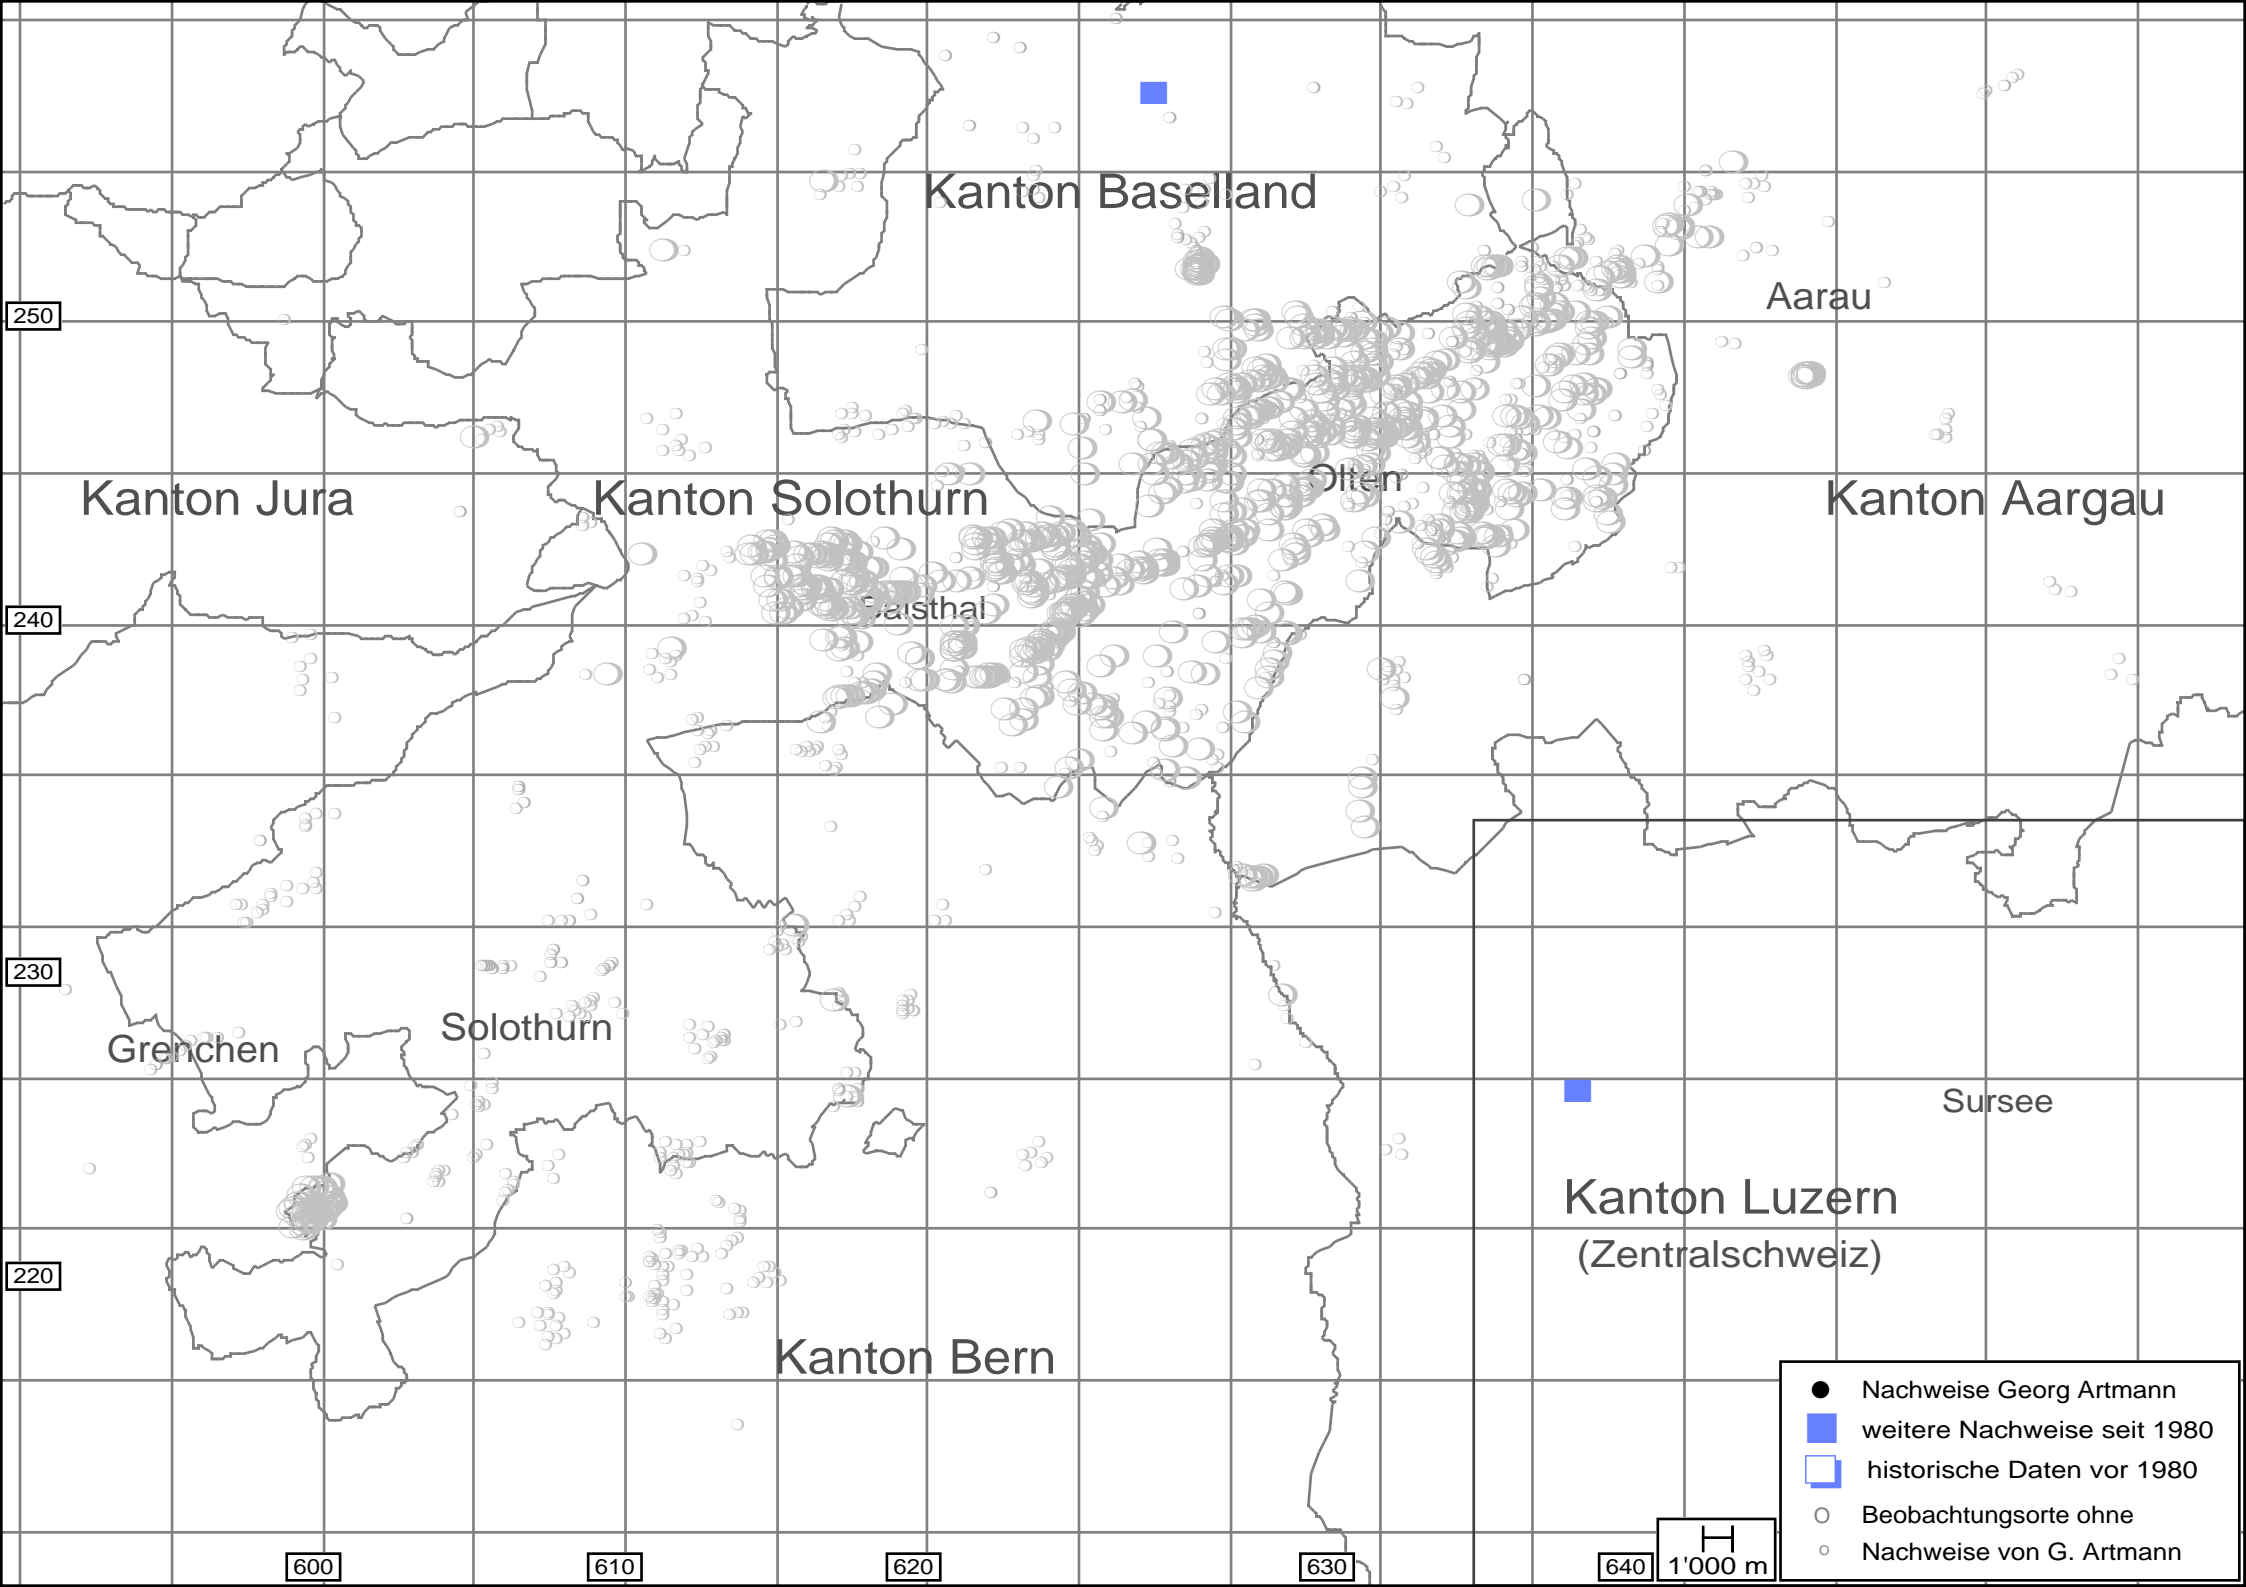 Kanton Baselland
Aarau
250
Olten
Kanton Jura
Kanton Solothurn
Kanton Aargau
Balsthal
240
230
Solothurn
Grenchen
Sursee
Kanton Luzern
(Zentralschweiz)
220
Kanton Bern
Nachweise Georg Artmann
weitere Nachweise seit 1980
historische Daten vor 1980
Beobachtungsorte ohne
Nachweise von G. Artmann
600
610
620
630
640
1'000 m